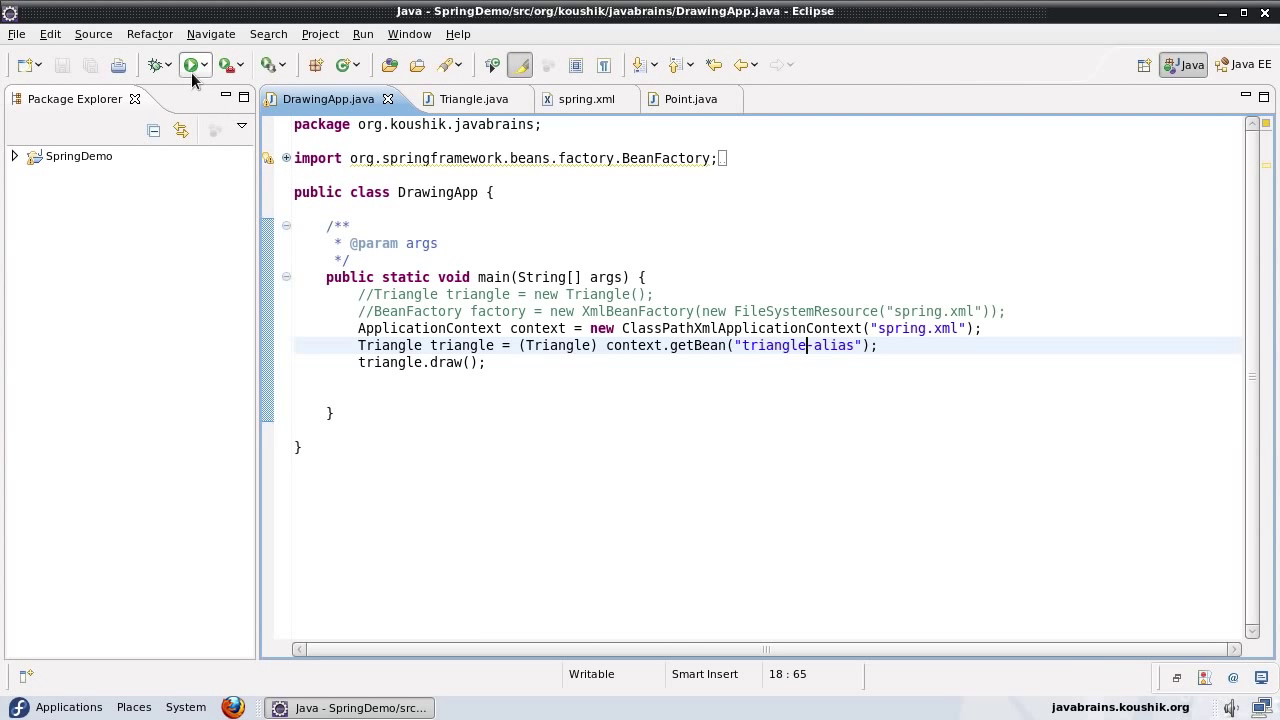 Java - SpringDemo/src/org/koushik/javabrains/DrawingApp.java - Eclipse
File Edit Source Refactor Navigate Search Project Run Window Help
Java Java EE
Package Explorer
DrawingApp.java Triangle.java spring.xml Point.java
SpringDemo
package org.koushik.javabrains;
import org.springframework.beans.factory.BeanFactory;
public class DrawingApp {
/**
* @param args
*/
public static void main(String[] args) {
//Triangle triangle = new Triangle();
//BeanFactory factory = new XmlBeanFactory(new FileSystemResource("spring.xml"));
ApplicationContext context = new ClassPathXmlApplicationContext("spring.xml");
Triangle triangle = (Triangle) context.getBean("triangle-alias");
triangle.draw();
}
}
Writable Smart Insert 18 : 65
Applications Places System Java - SpringDemo/src... javabrains.koushik.org